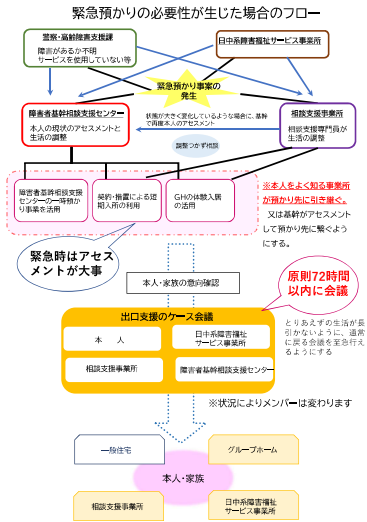 緊急預かりの必要性が生じた場合のフロー
警察・高齢障害支援課
障害があるか不明
サービスを使用していない等
日中系障害福祉サービス事業所
緊急預かり事案の
発生
障害者基幹相談支援センター
本人の現状のアセスメントと
生活の調整
状態が大きく変化しているような場合に、基幹
で再度本人のアセスメント
調整つかず相談
相談支援事業所
相談支援専門員が
生活の調整
障害者基幹相談支援
センターの一時預か
り事業を活用
契約・措置による短
期入所の利用
GHの体験入居
の活用
※本人をよく知る事業所
が預かり先に引き継ぐ。
又は基幹がアセスメント
して預かり先に繋ぐよう
にする。
緊急時はアセス
メントが大事
本人・家族の意向確認
原則72時間
以内に会議
出口支援のケース会議
本　人
日中系障害福祉
サービス事業所
相談支援事業所
障害者基幹相談支援センター
とりあえずの生活が長
引かないように、通常
に戻る会議を至急行え
るようにする
※状況によりメンバーは変わります
一般住宅
グループホーム
本人・家族
相談支援事業所
日中系障害福祉
サービス事業所